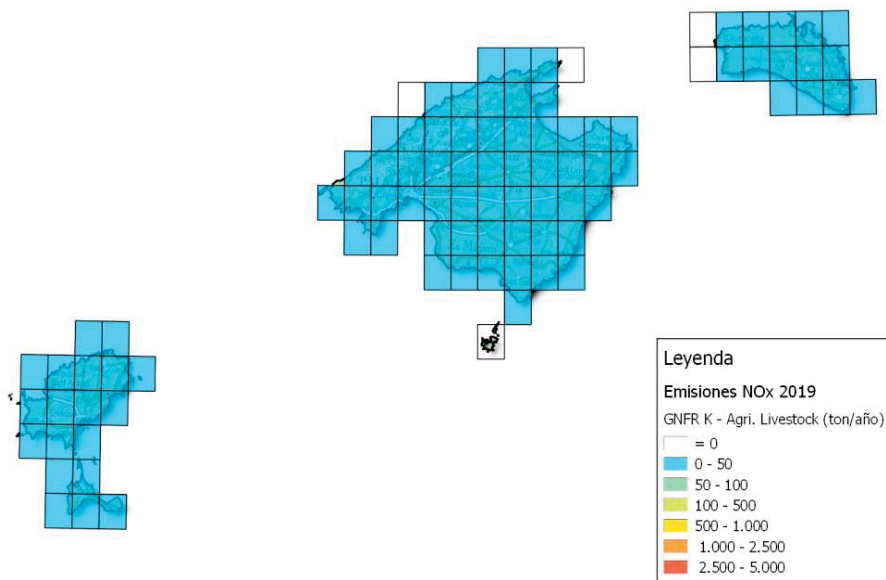 Leyenda
Emisiones NOx 2019
GNFR K - Agri. Livestock (ton/año)
= 0
0 - 50
50 - 100
100 - 500
500 - 1.000
1.000 - 2.500
2.500 - 5.000